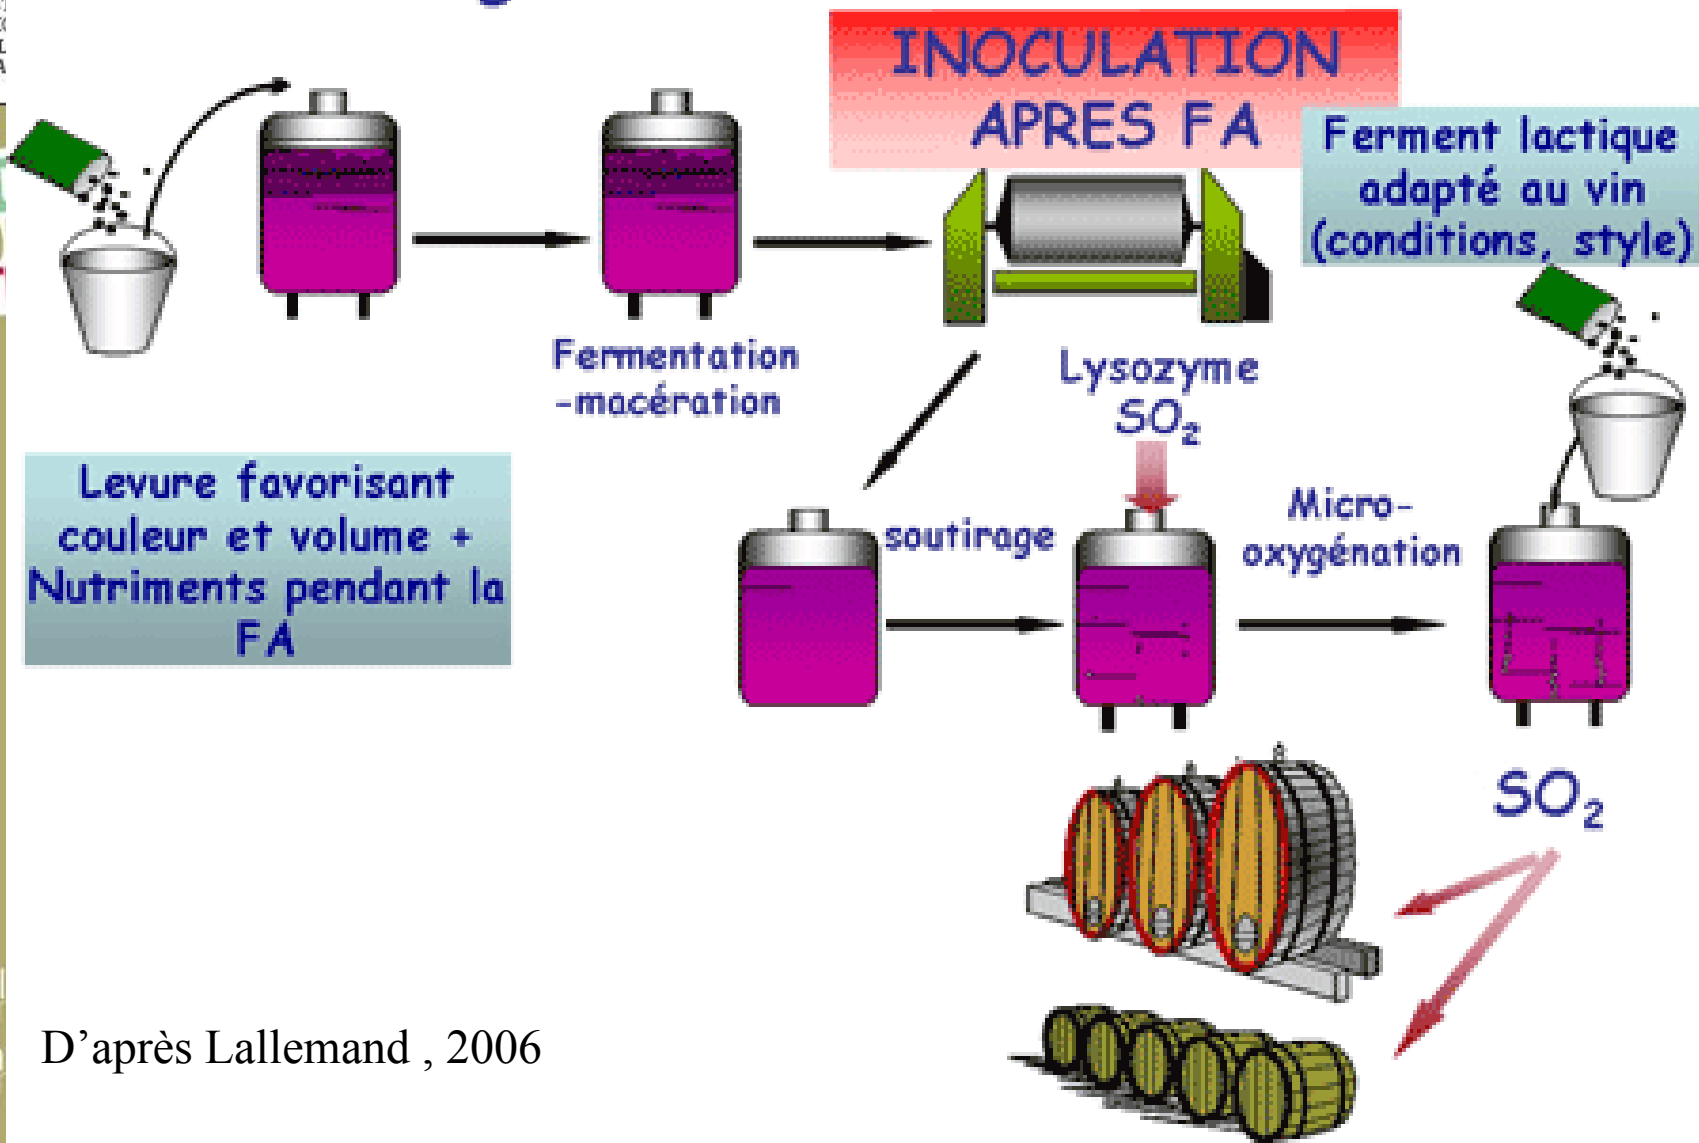 INOCULATION
APRES FA
Ferment lactique
adapté au vin
(conditions, style)
Fermentation
-macération
Lysozyme
SO₂
Levure favorisant
couleur et volume +
Nutriments pendant la
FA
soutirage
Micro-
oxygénation
SO₂
D’après Lallemand , 2006